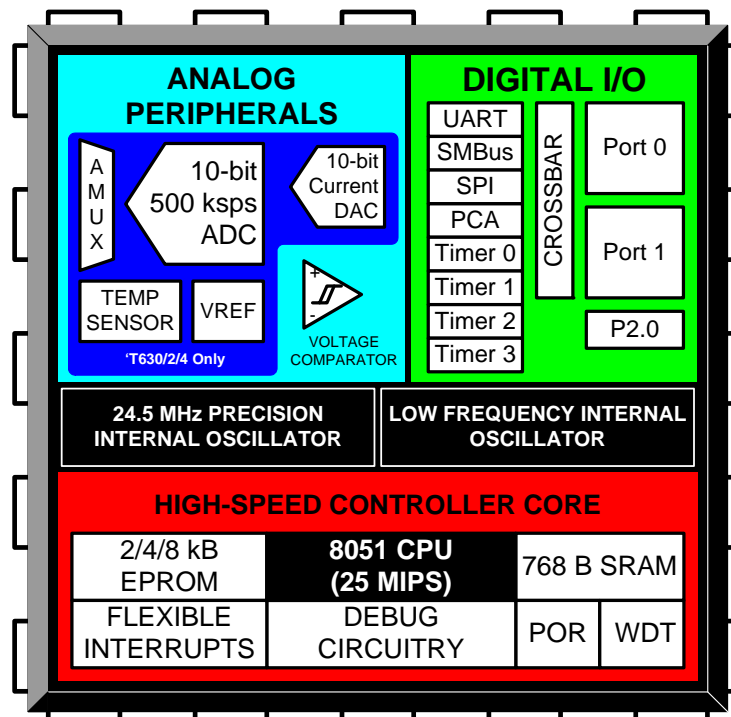 ANALOG
PERIPHERALS
A
M
U
X
10-bit
500 ksps
ADC
10-bit
Current
DAC
TEMP
SENSOR
VREF
+
-
VOLTAGE
COMPARATOR
‘T630/2/4 Only
DIGITAL I/O
UART
SMBus
SPI
PCA
Timer 0
Timer 1
Timer 2
Timer 3
CROSSBAR
Port 0
Port 1
P2.0
24.5 MHz PRECISION
INTERNAL OSCILLATOR
LOW FREQUENCY INTERNAL
OSCILLATOR
HIGH-SPEED CONTROLLER CORE
2/4/8 kB
EPROM
8051 CPU
(25 MIPS)
768 B SRAM
FLEXIBLE
INTERRUPTS
DEBUG
CIRCUITRY
POR
WDT